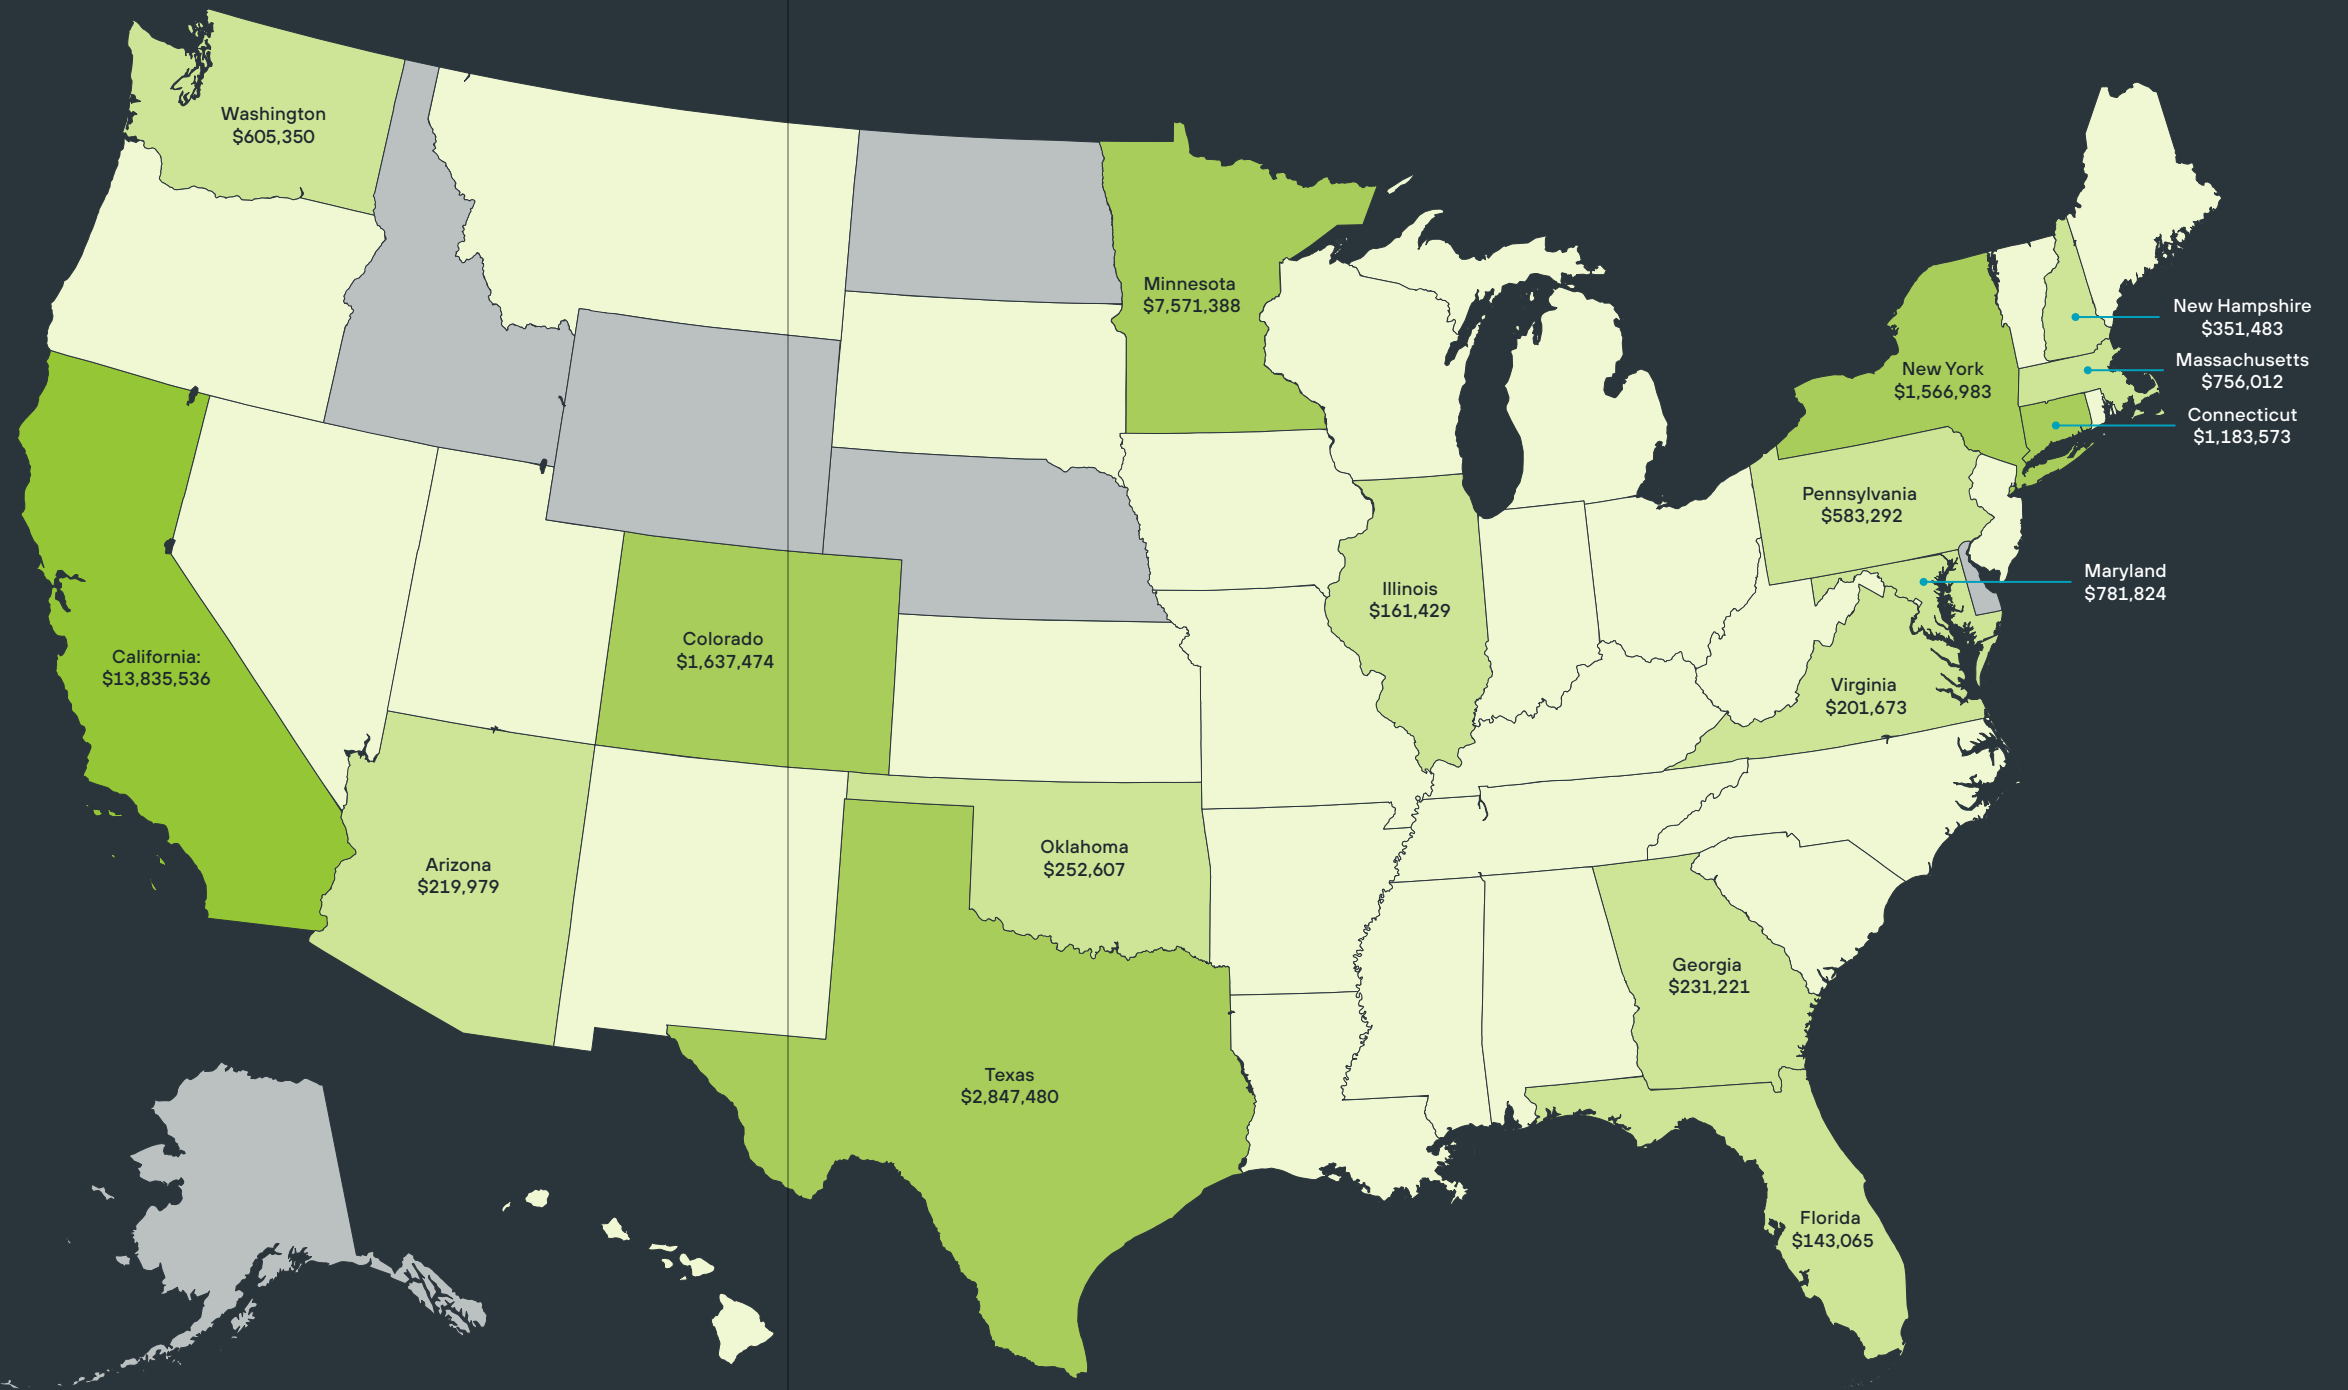 Washington
$605,350
Minnesota
$7,571,388
New Hampshire
$351,483
Massachusetts
$756,012
New York
$1,566,983
Connecticut
$1,183,573
Pennsylvania
$583,292
Maryland
$781,824
Illinois
$161,429
Colorado
$1,637,474
California:
$13,835,536
Virginia
$201,673
Oklahoma
$252,607
Arizona
$219,979
Georgia
$231,221
Texas
$2,847,480
Florida
$143,065